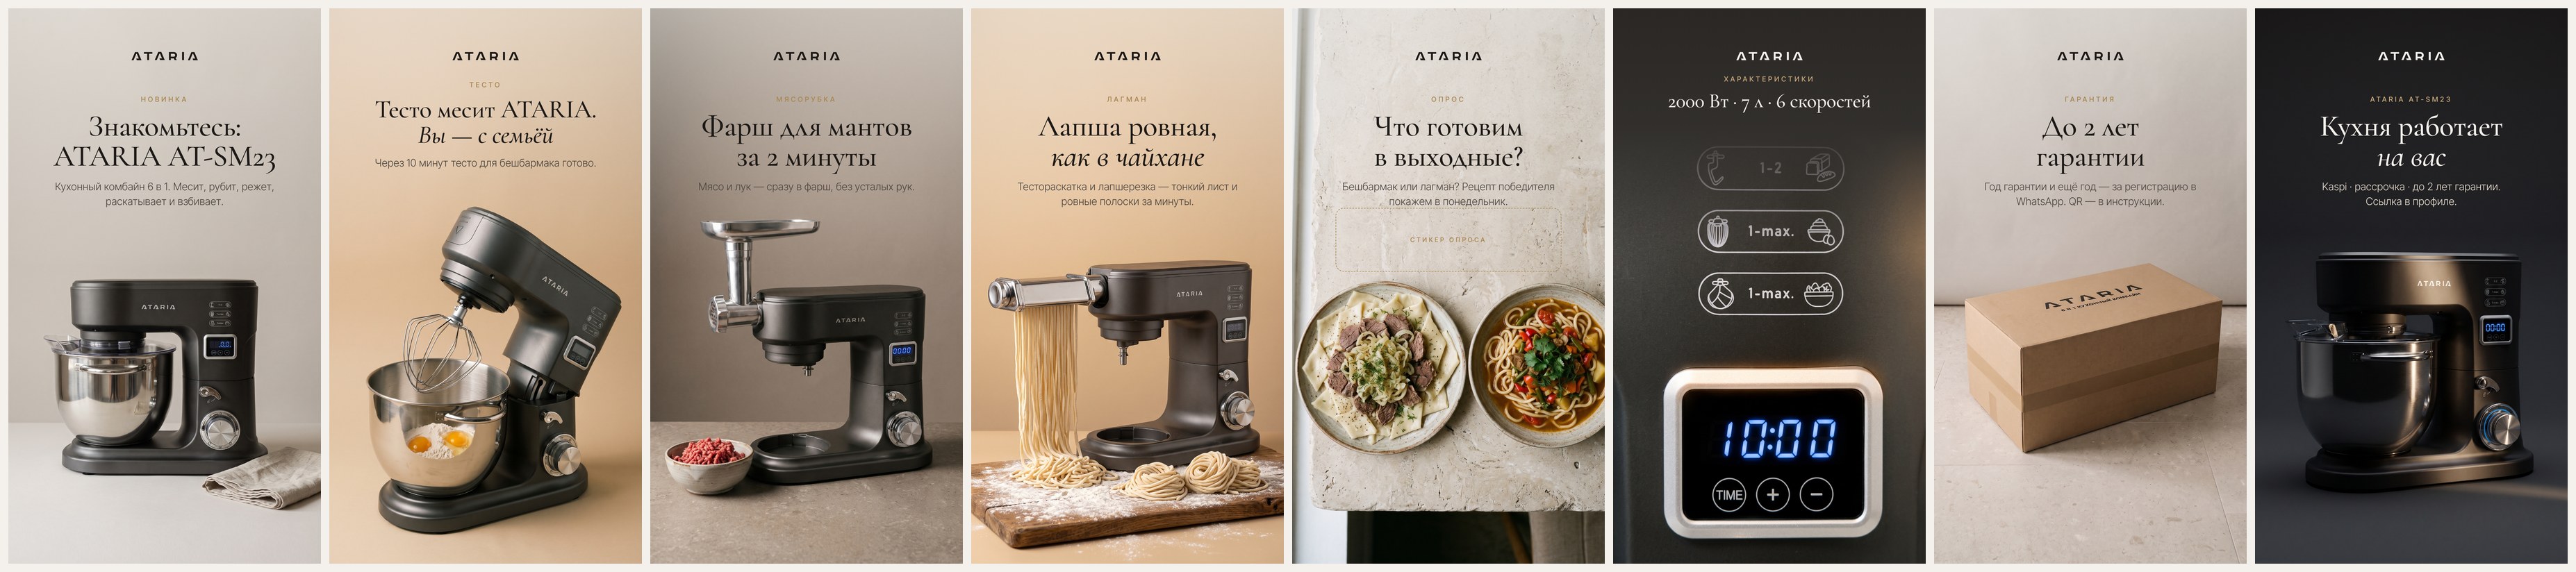 ATARIA
НОВИНКА
Знакомьтесь:
ATARIA AT-SM23
Кухонный комбайн 6 в 1. Месит, рубит, режет,
раскатывает и взбивает.
ATARIA
ATARIA
ТЕСТО
Тесто месит ATARIA.
Вы — с семьёй
Через 10 минут тесто для бешбармака готово.
ATARIA
ATARIA
МЯСОРУБКА
Фарш для мантов
за 2 минуты
Мясо и лук — сразу в фарш, без усталых рук.
ATARIA
00:00
ATARIA
ЛАГМАН
Лапша ровная,
как в чайхане
Тестораскатка и лапшерезка — тонкий лист и
ровные полоски за минуты.
ATARIA
ATARIA
ОПРОС
Что готовим
в выходные?
Бешбармак или лагман? Рецепт победителя
покажем в понедельник.
СТИКЕР ОПРОСА
ATARIA
ХАРАКТЕРИСТИКИ
2000 Вт · 7 л · 6 скоростей
1-2
1-max.
1-max.
10:00
TIME + −
ATARIA
ГАРАНТИЯ
До 2 лет
гарантии
Год гарантии и ещё год — за регистрацию в
WhatsApp. QR — в инструкции.
ATARIA
ATARIA
ATARIA AT-SM23
Кухня работает
на вас
Kaspi · рассрочка · до 2 лет гарантии.
Ссылка в профиле.
ATARIA
00:00